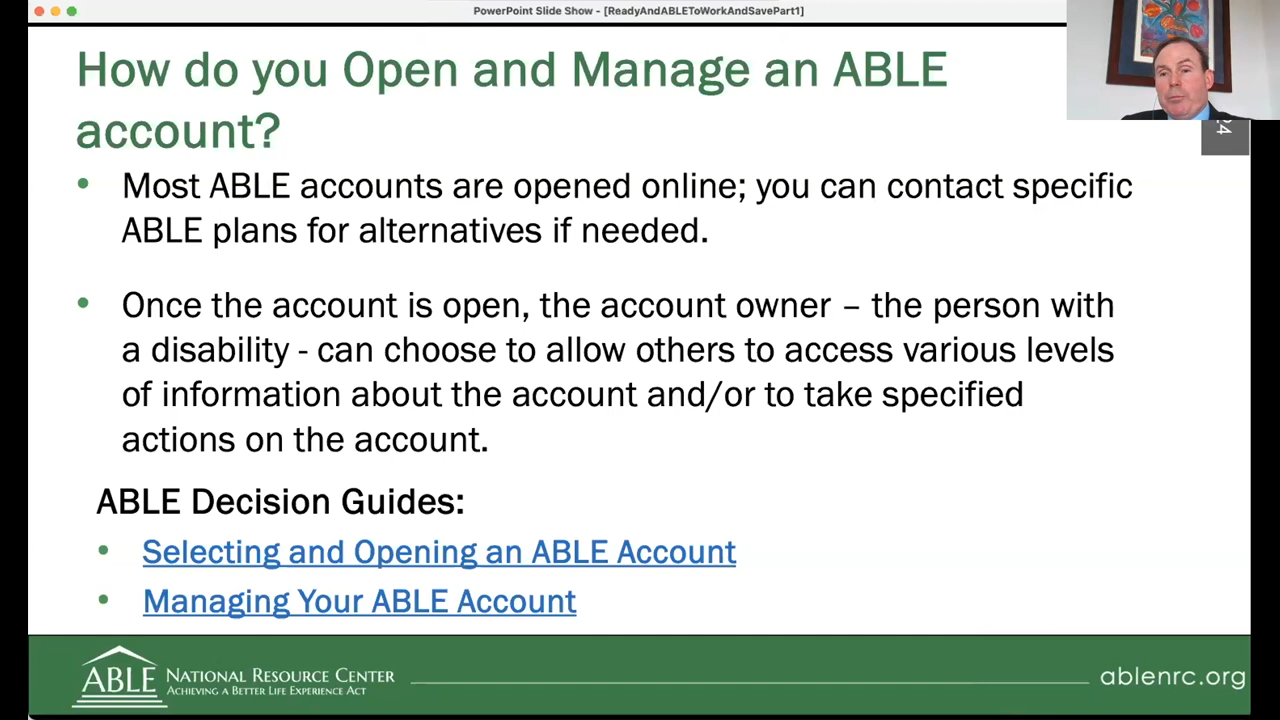 PowerPoint Slide Show - [ReadyAndABLEToWorkAndSavePart1]
How do you Open and Manage an ABLE
account?
24
• Most ABLE accounts are opened online; you can contact specific
ABLE plans for alternatives if needed.
• Once the account is open, the account owner – the person with
a disability - can choose to allow others to access various levels
of information about the account and/or to take specified
actions on the account.
ABLE Decision Guides:
• Selecting and Opening an ABLE Account
• Managing Your ABLE Account
ABLE NATIONAL RESOURCE CENTER
ACHIEVING A BETTER LIFE EXPERIENCE ACT
ablenrc.org